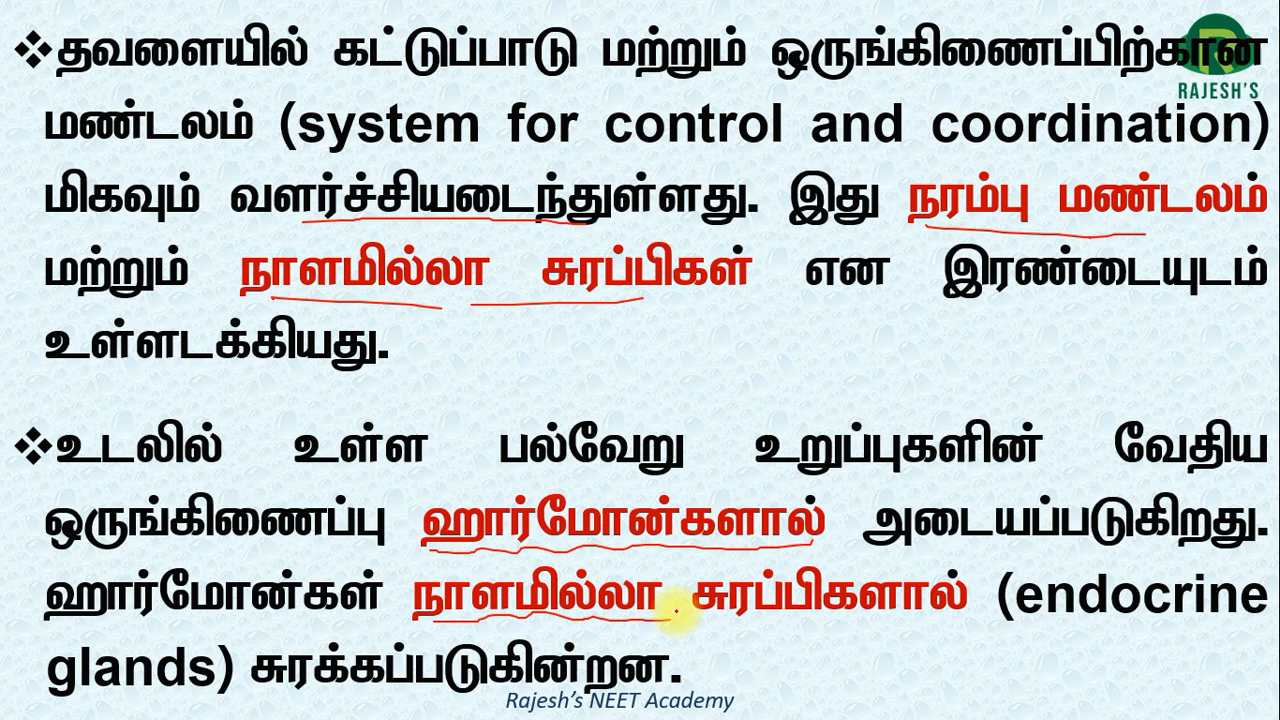 ❖தவளையில் கட்டுப்பாடு மற்றும் ஒருங்கிணைப்பிற்கான
RAJESH'S
மண்டலம் (system for control and coordination)
மிகவும் வளர்ச்சியடைந்துள்ளது. இது நரம்பு மண்டலம்
மற்றும் நாளமில்லா சுரப்பிகள் என இரண்டையுடம்
உள்ளடக்கியது.
❖உடலில் உள்ள பல்வேறு உறுப்புகளின் வேதிய
ஒருங்கிணைப்பு ஹார்மோன்களால் அடையப்படுகிறது.
ஹார்மோன்கள் நாளமில்லா சுரப்பிகளால் (endocrine
glands) சுரக்கப்படுகின்றன.
Rajesh's NEET Academy